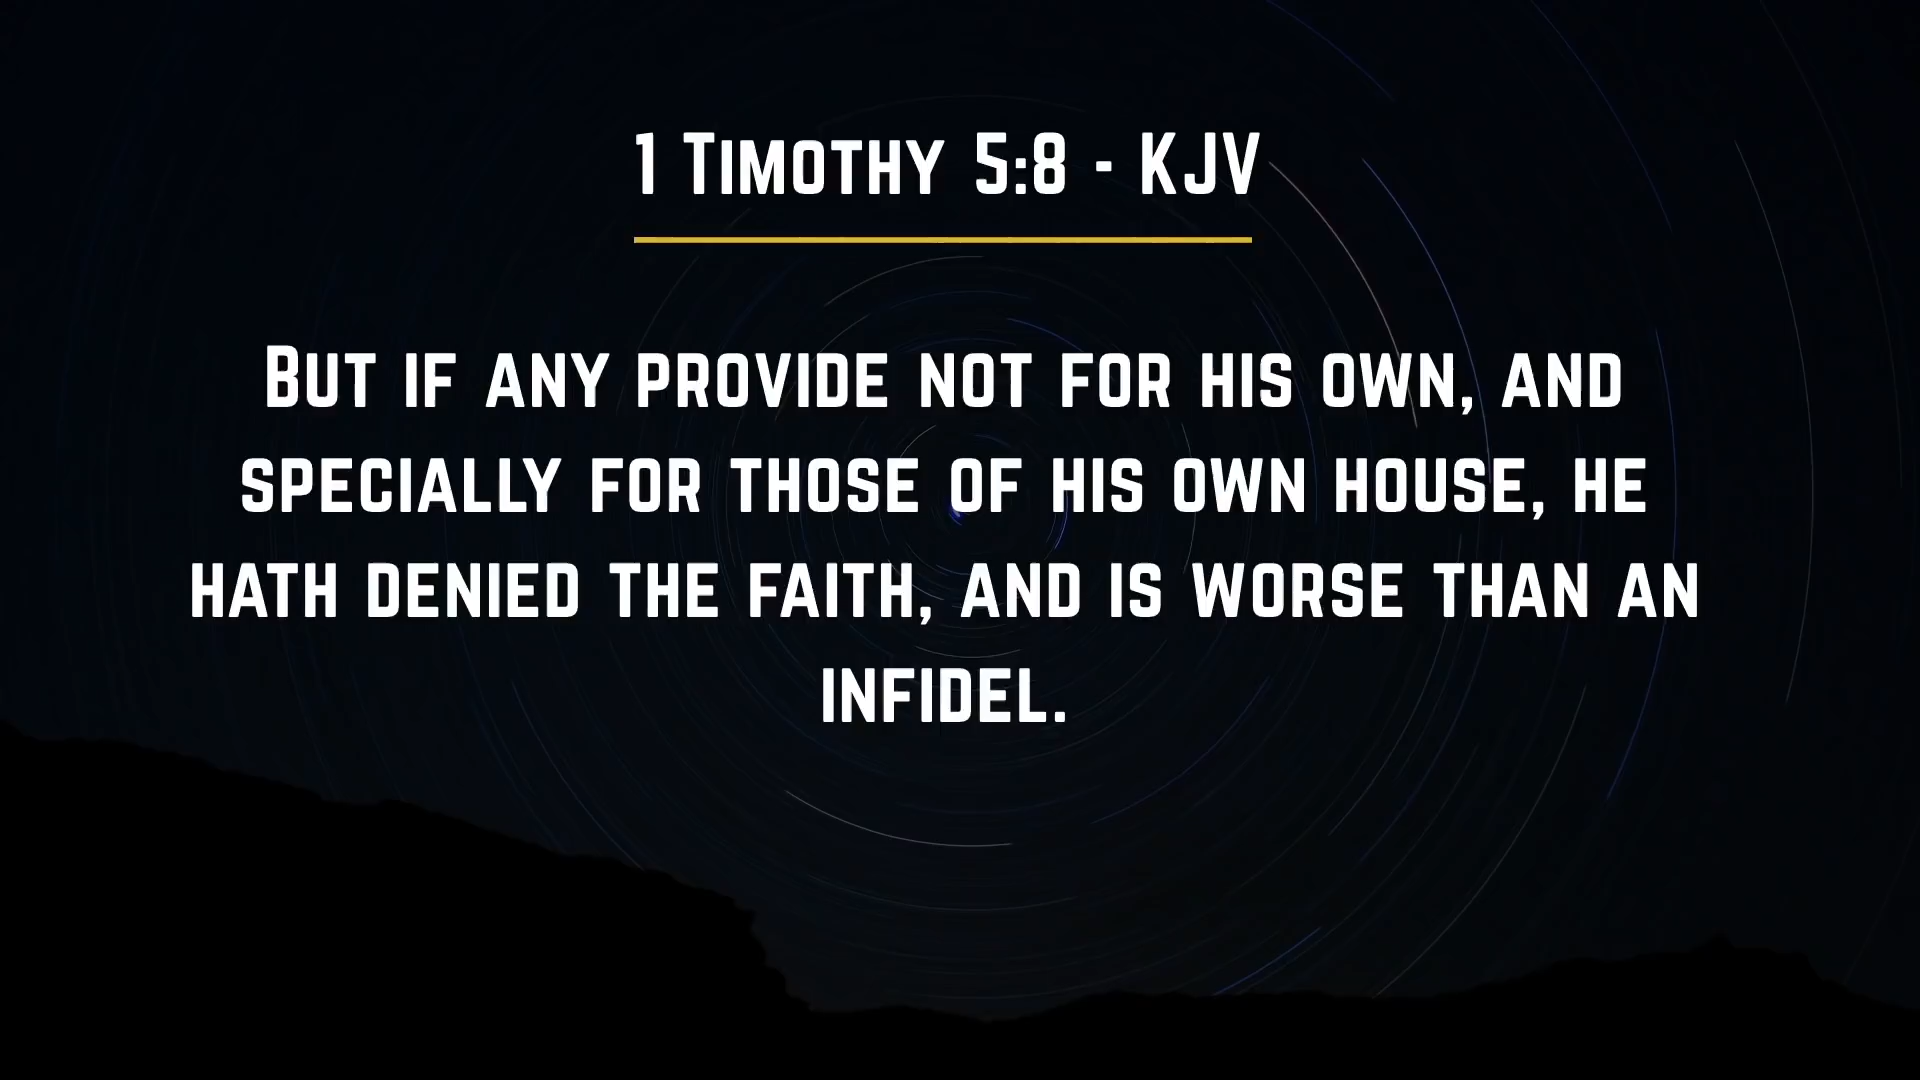 1 Timothy 5:8 - KJV
But if any provide not for his own, and
specially for those of his own house, he
hath denied the faith, and is worse than an
infidel.